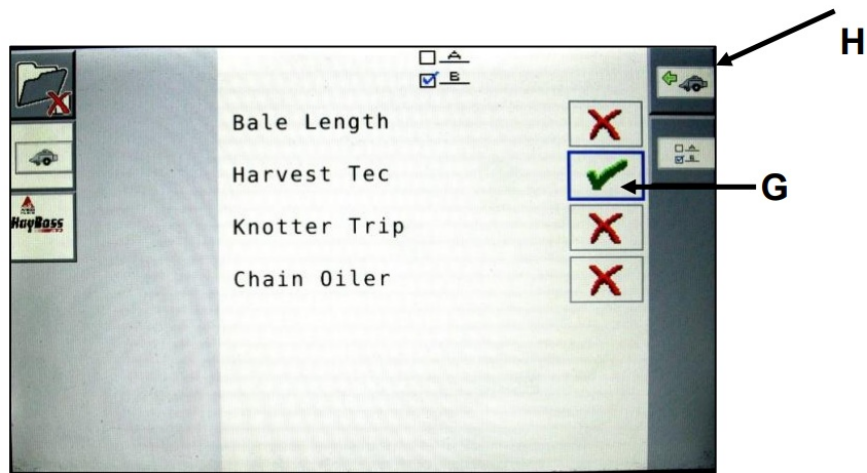 H
A
B
Bale Length
A
B
Harvest Tec
G
HayBoss
Knotter Trip
Chain Oiler